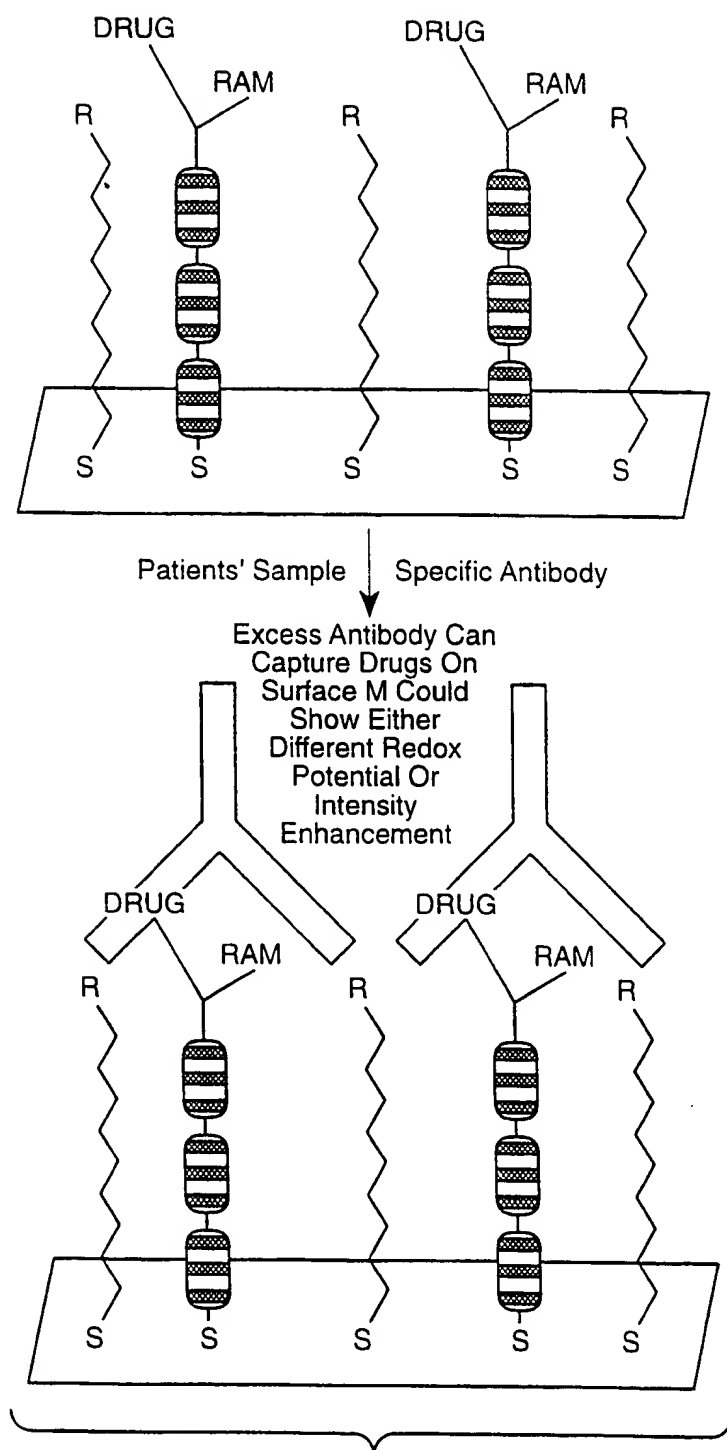 DRUG DRUG
RAM RAM
R R R
S S S S S
Patients' Sample Specific Antibody
Excess Antibody Can
Capture Drugs On
Surface M Could
Show Either
Different Redox
Potential Or
Intensity
Enhancement
DRUG DRUG
RAM RAM
R R R
S S S S S